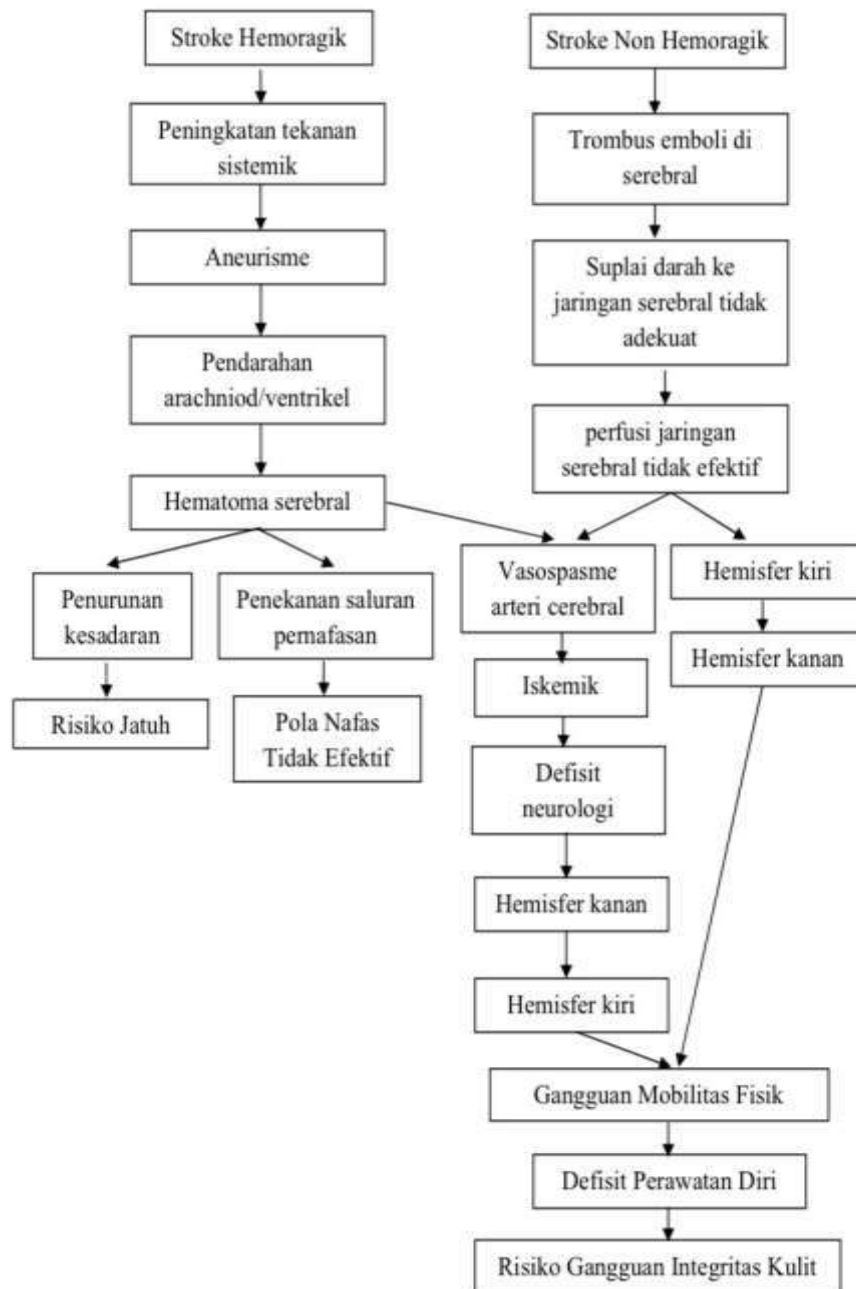 Stroke Hemoragik
Stroke Non Hemoragik
Peningkatan tekanan
sistemik
Trombus emboli di
serebral
Aneurisme
Suplai darah ke
jaringan serebral tidak
adekuat
Pendarahan
arachniod/ventrikel
perfusi jaringan
serebral tidak efektif
Hematoma serebral
Penurunan
kesadaran
Penekanan saluran
pernafasan
Vasospasme
arteri cerebral
Hemisfer kiri
Hemisfer kanan
Risiko Jatuh
Pola Nafas
Tidak Efektif
Iskemik
Defisit
neurologi
Hemisfer kanan
Hemisfer kiri
Gangguan Mobilitas Fisik
Defisit Perawatan Diri
Risiko Gangguan Integritas Kulit